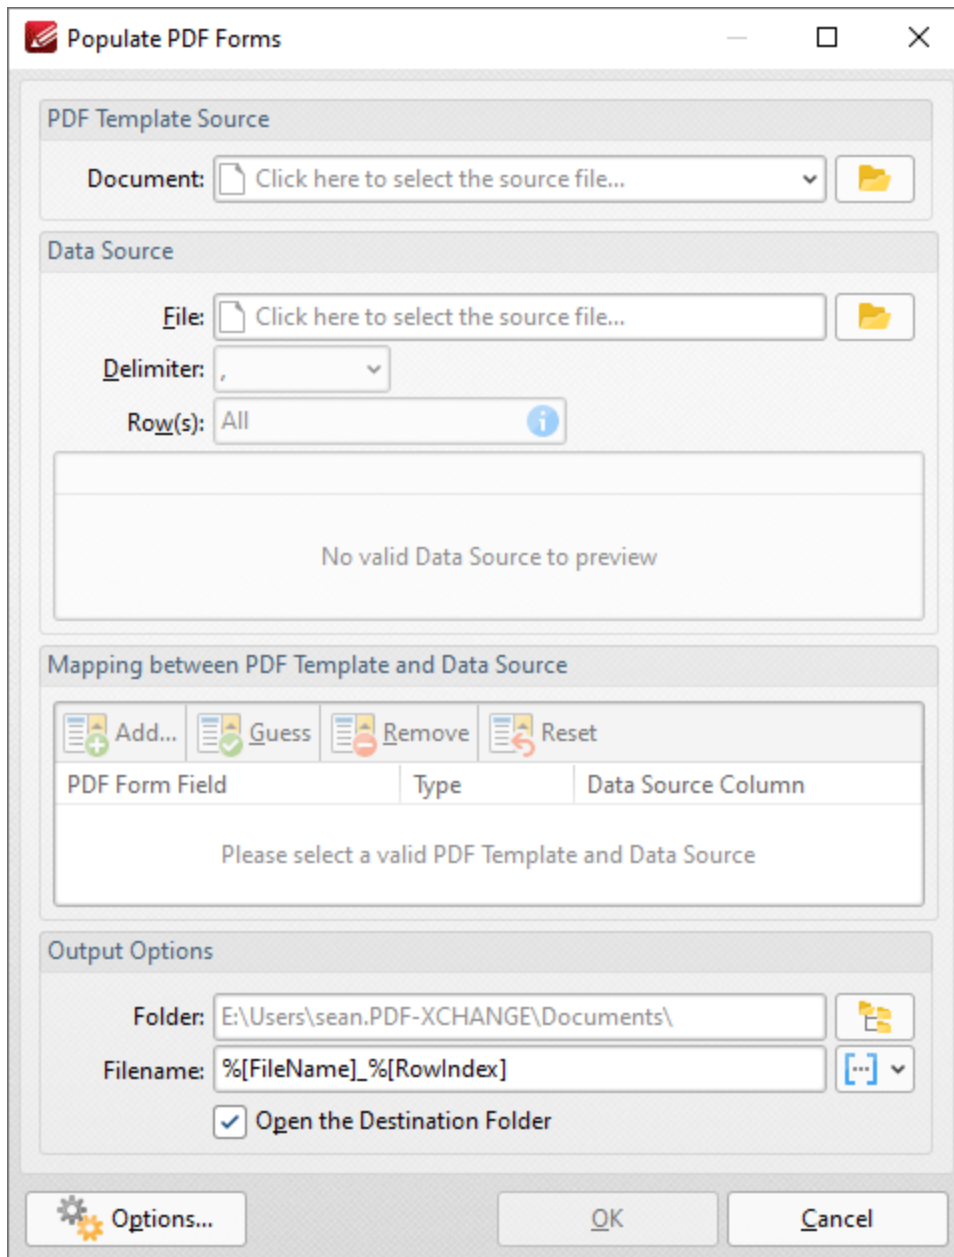 Populate PDF Forms
PDF Template Source
Document: Click here to select the source file...
Data Source
File: Click here to select the source file...
Delimiter: ,
Row(s): All
No valid Data Source to preview
Mapping between PDF Template and Data Source
Add... Guess Remove Reset
PDF Form Field Type Data Source Column
Please select a valid PDF Template and Data Source
Output Options
Folder: E:\Users\sean.PDF-XCHANGE\Documents\
Filename: %[FileName]_%[RowIndex]
Open the Destination Folder
Options... OK Cancel